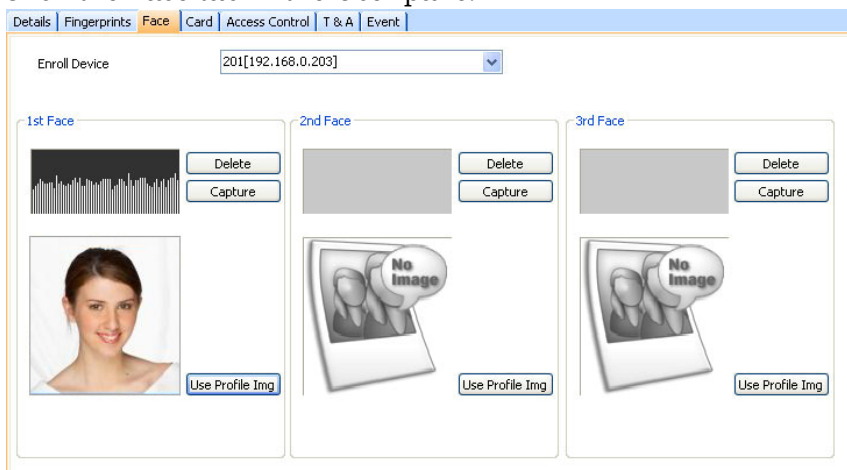 Details Fingerprints Face Card Access Control T & A Event
Enroll Device 201[192.168.0.203]
1st Face 2nd Face 3rd Face
Delete Delete Delete
Capture Capture Capture
No Image No Image
Use Profile Img Use Profile Img Use Profile Img